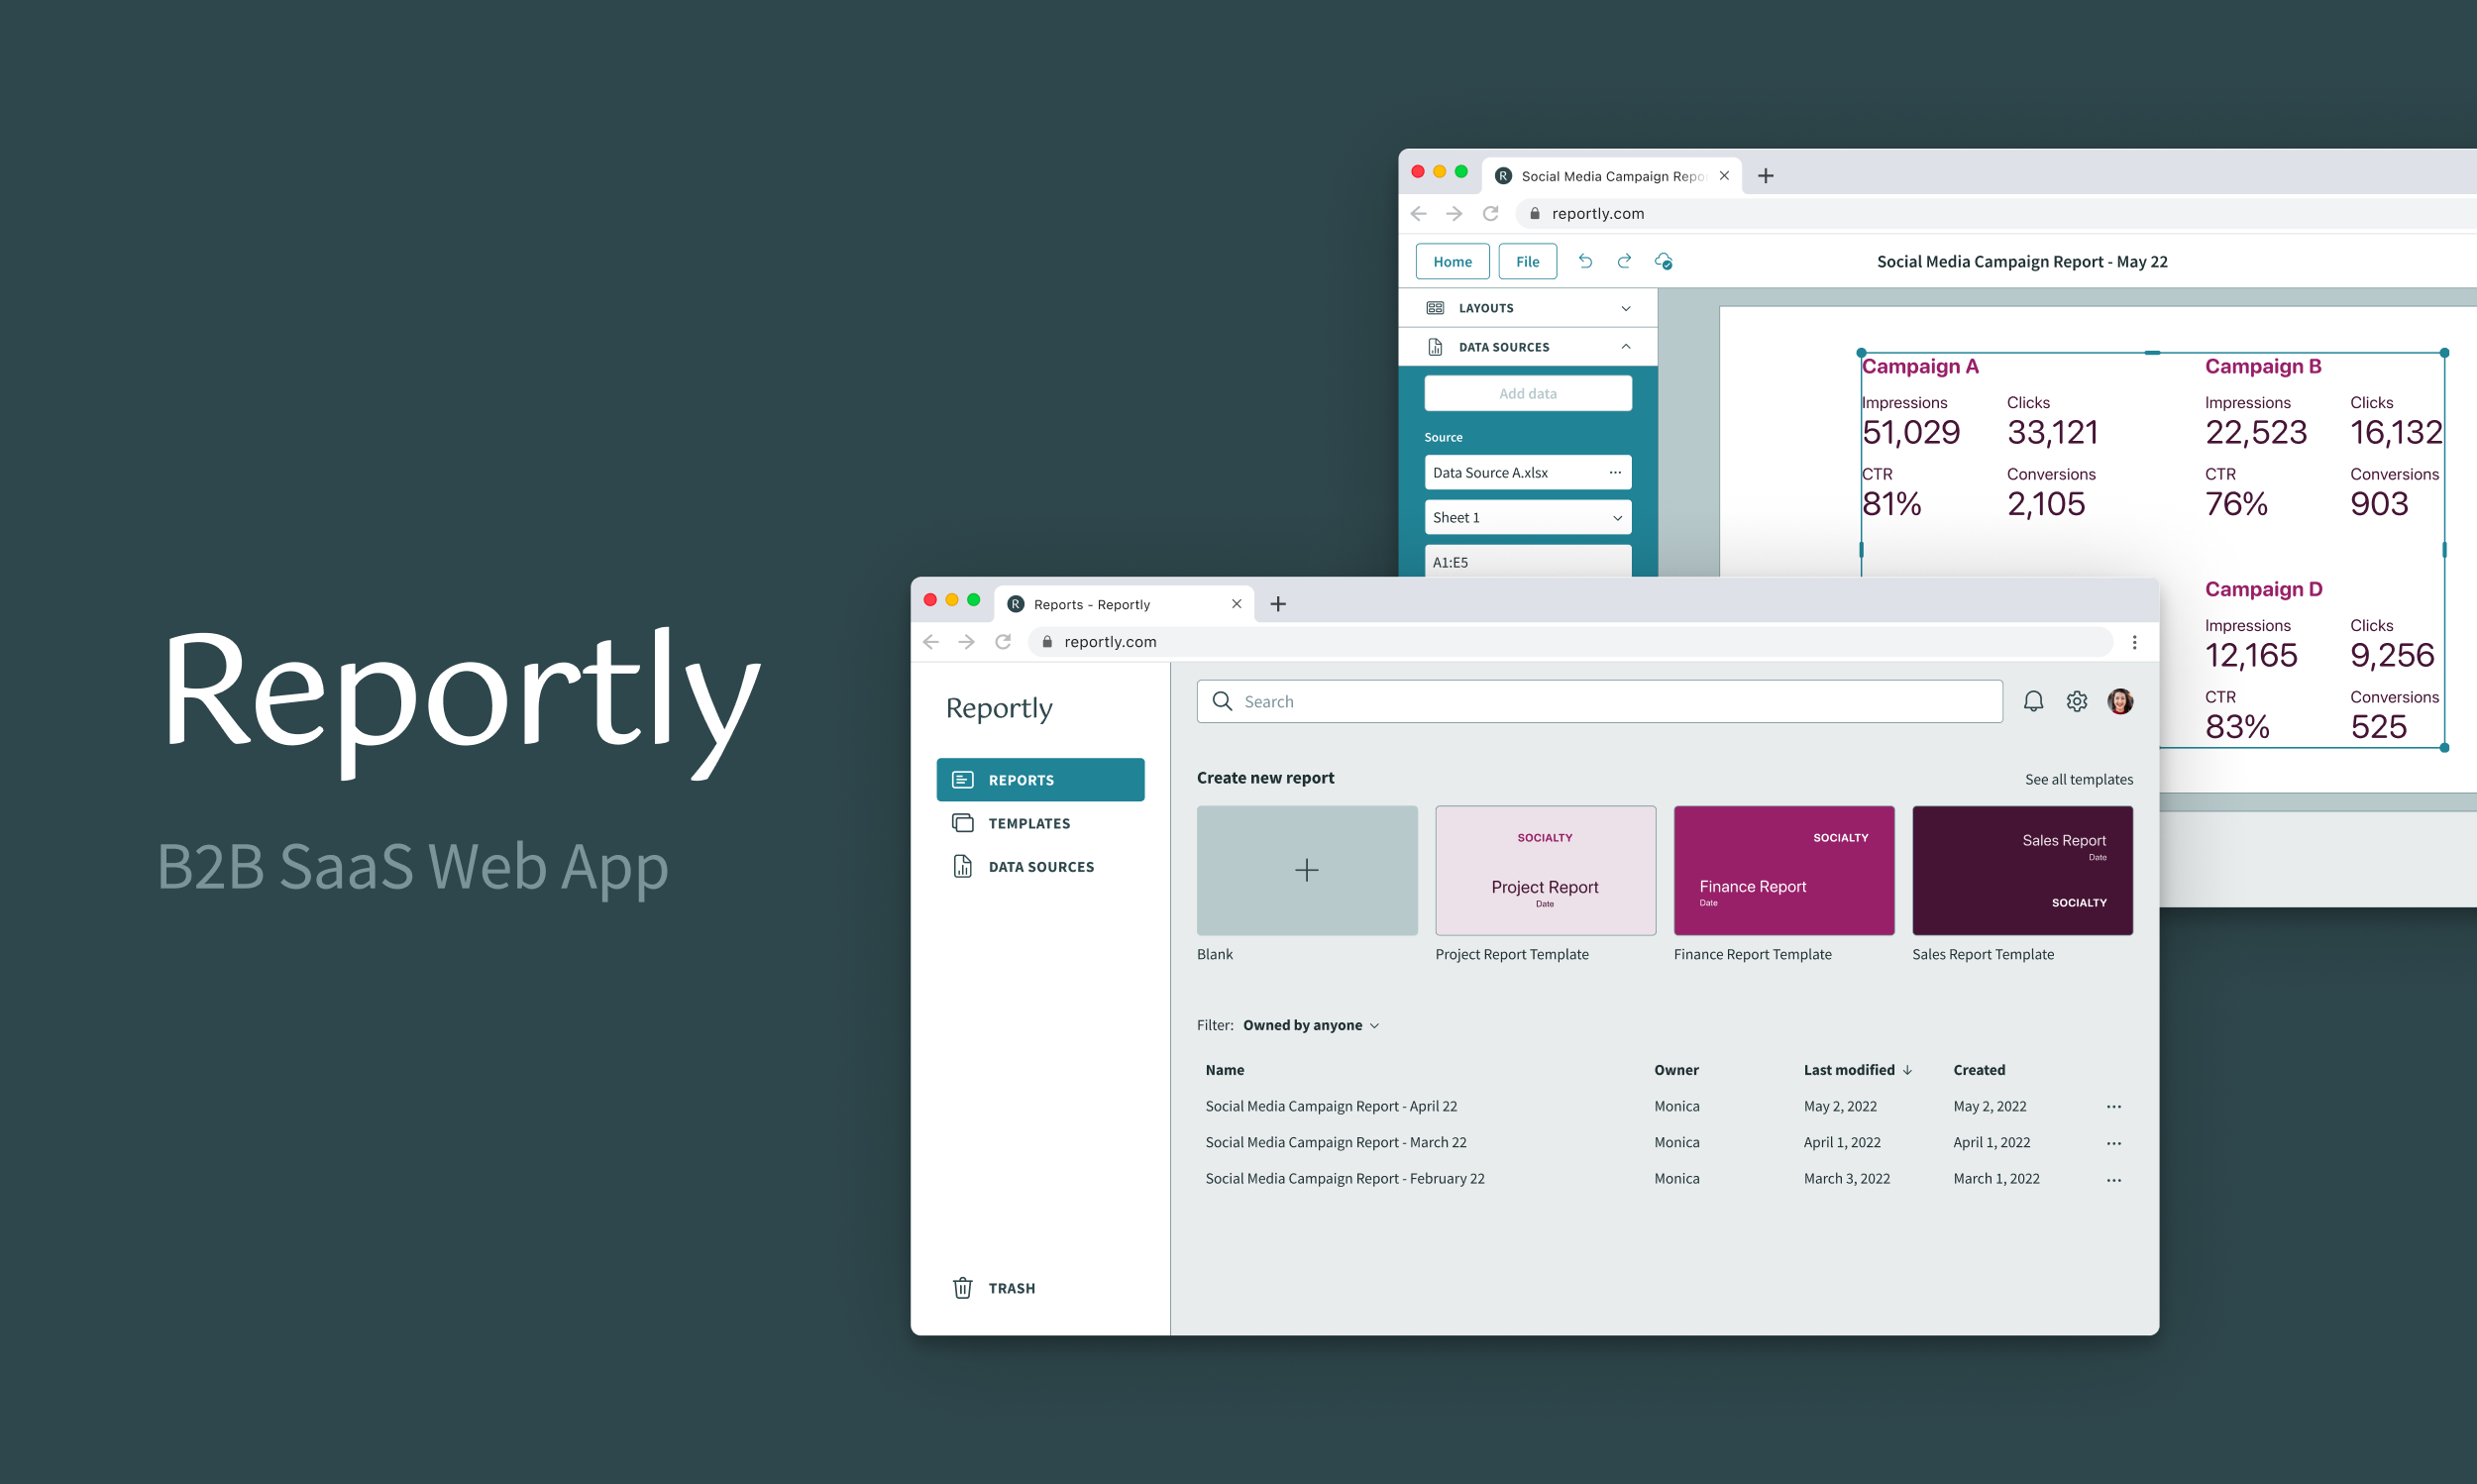 Reportly
B2B SaaS Web App
Social Media Campaign Repo
reportly.com
Home
File
Social Media Campaign Report - May 22
LAYOUTS
DATA SOURCES
Add data
Source
Data Source A.xlsx
Sheet 1
A1:E5
Campaign A
Impressions Clicks
51,029 33,121
CTR Conversions
81% 2,105
Campaign B
Impressions Clicks
22,523 16,132
CTR Conversions
76% 903
Campaign D
Impressions Clicks
12,165 9,256
CTR Conversions
83% 525
R Reports - Reportly
reportly.com
Reportly
REPORTS
TEMPLATES
DATA SOURCES
TRASH
Search
Create new report
See all templates
Blank
SOCIALTY
Project Report
Date
Project Report Template
SOCIALTY
Finance Report
Date
Finance Report Template
Sales Report
Date
SOCIALTY
Sales Report Template
Filter: Owned by anyone
Name Owner Last modified Created
Social Media Campaign Report - April 22 Monica May 2, 2022 May 2, 2022
Social Media Campaign Report - March 22 Monica April 1, 2022 April 1, 2022
Social Media Campaign Report - February 22 Monica March 3, 2022 March 1, 2022